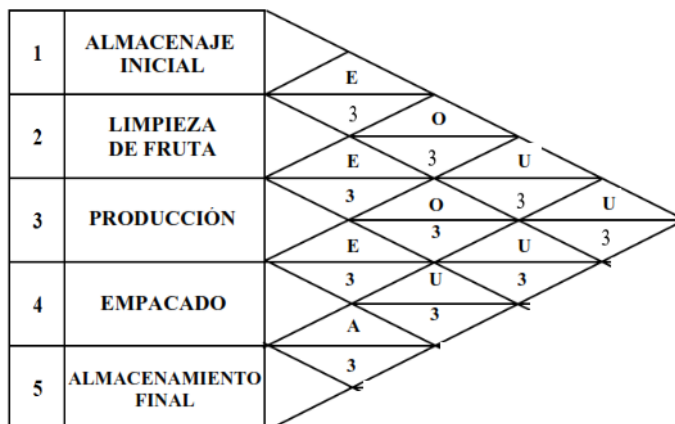 1
ALMACENAJE
INICIAL
E
3
O
2
LIMPIEZA
DE FRUTA
E
3
U
3
O
3
U
3
PRODUCCIÓN
E
3
U
3
3
U
4
EMPACADO
3
3
A
5
ALMACENAMIENTO
FINAL
3